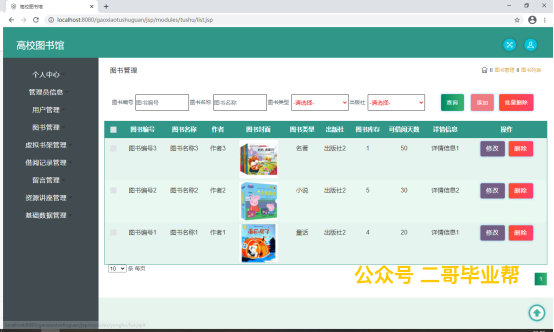 高校图书馆
localhost:8080/gaoxiaotushuguan/jsp/modules/tushu/list.jsp
高校图书馆
个人中心
管理员信息
用户管理
图书管理
虚拟书架管理
借阅记录管理
留言管理
资源讲座管理
基础数据管理
图书管理
图书管理 图书列表
图书编号 图书编号 图书名称 图书名称 图书类型 -请选择- 出版社 -请选择- 查询 添加 批量删除
图书编号 图书名称 作者 图书封面 图书类型 出版社 图书库存 可借阅天数 详情信息 操作
图书编号3 图书名称3 作者3 名著 出版社2 1 50 详情信息1 修改 删除
图书编号2 图书名称2 作者2 小说 出版社2 5 30 详情信息2 修改 删除
图书编号1 图书名称1 作者1 童话 出版社2 4 20 详情信息1 修改 删除
10 条 每页
公众号 二哥毕业帮
1